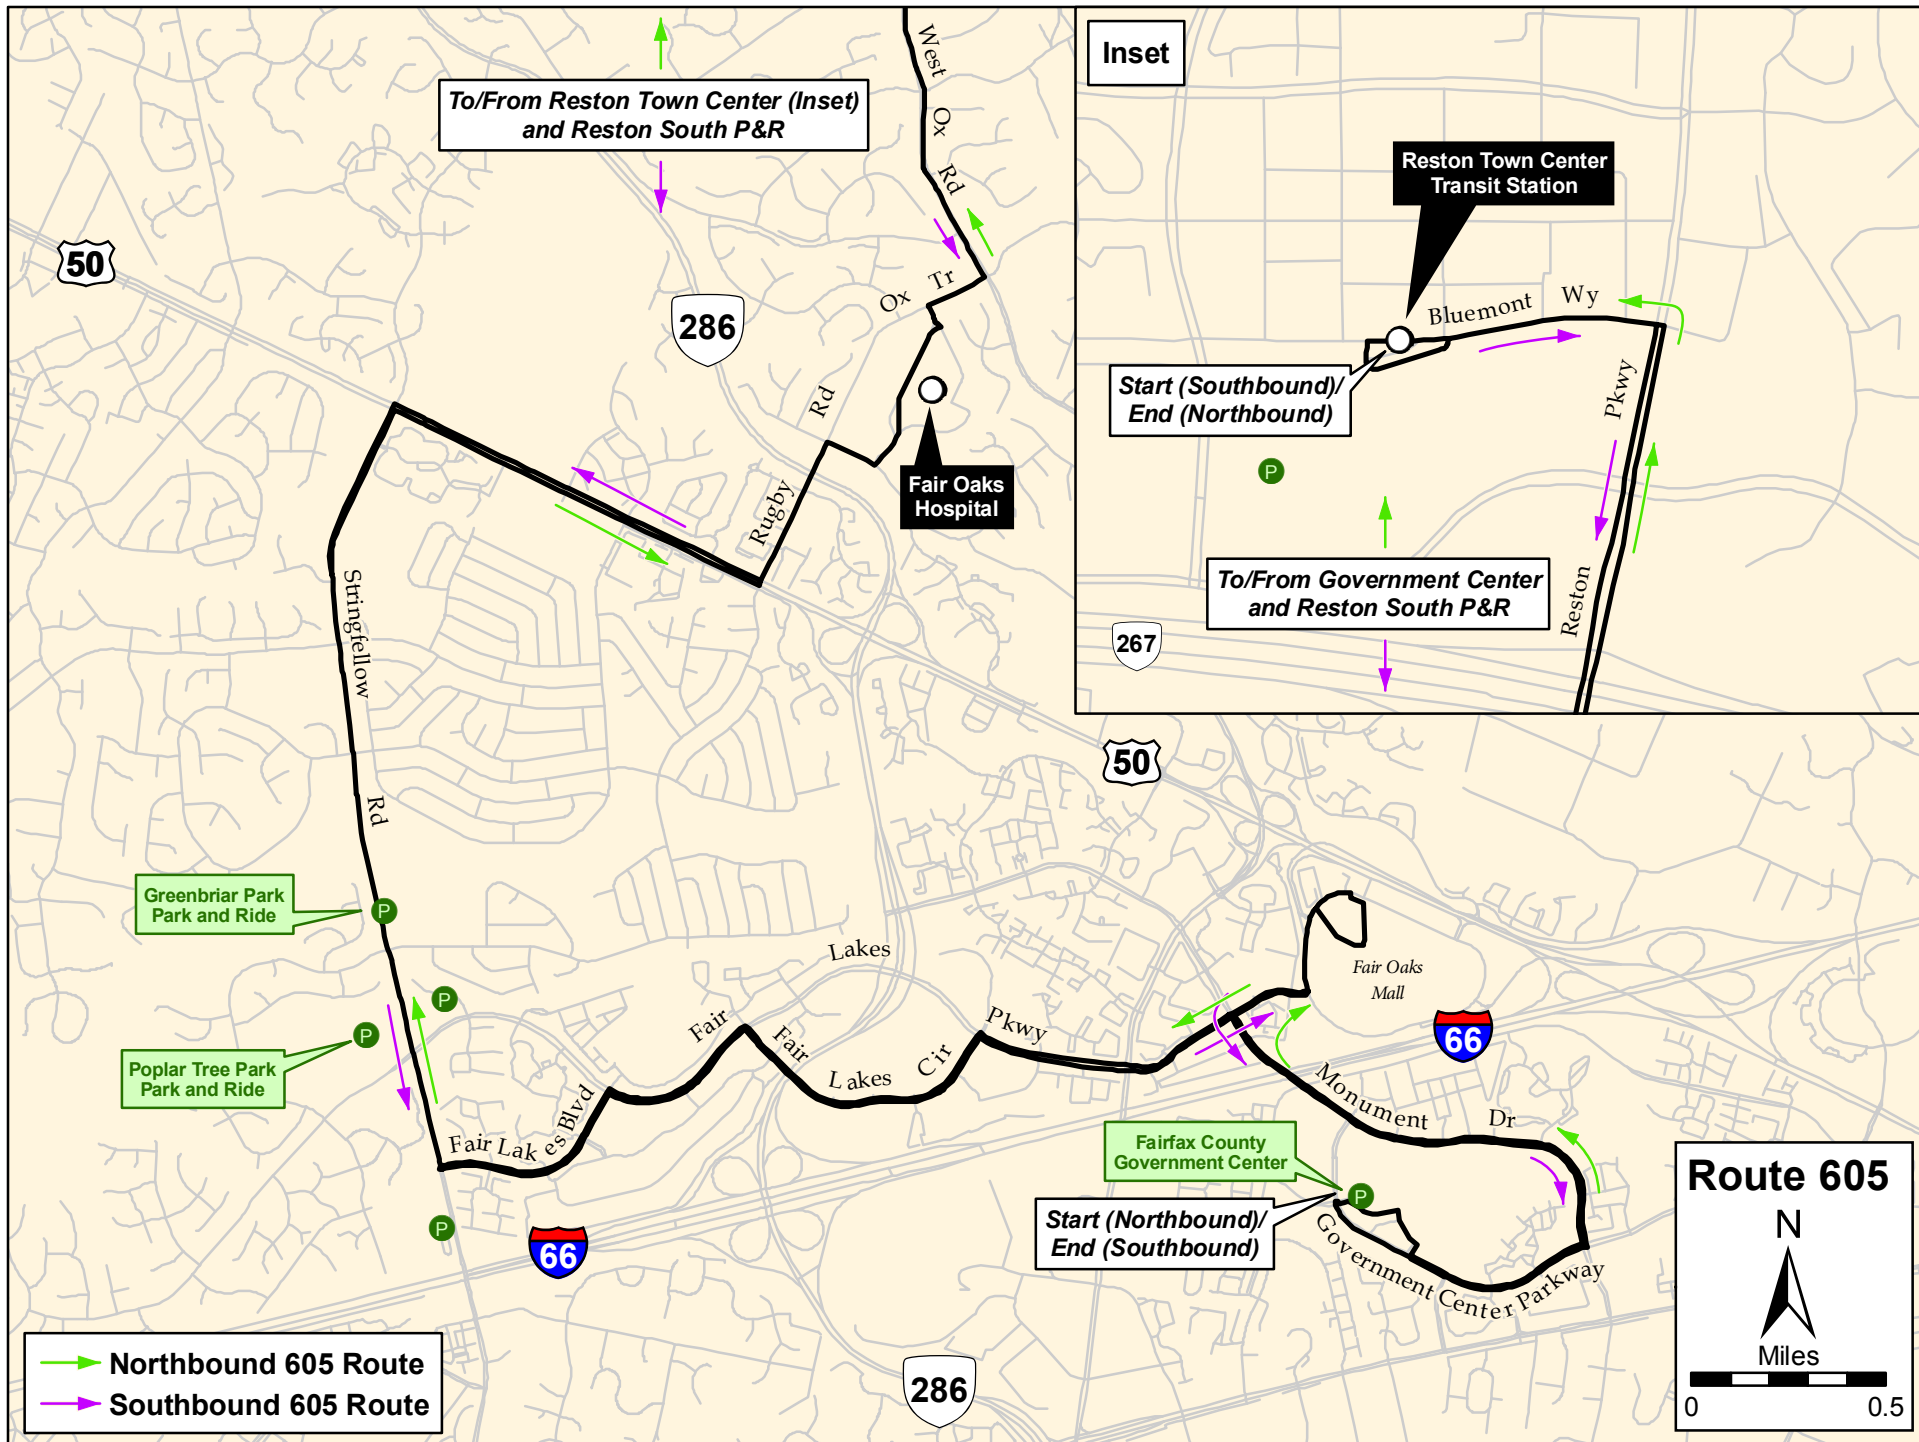 West Ox Rd
To/From Reston Town Center (Inset)
and Reston South P&R
50
286
Ox Tr
Rugby Rd
Fair Oaks
Hospital
Stringfellow Rd
Inset
Reston Town Center
Transit Station
Bluemont Wy
Start (Southbound)/
End (Northbound)
P
Reston Pkwy
To/From Government Center
and Reston South P&R
267
50
Greenbriar Park
Park and Ride
P
P
P
Poplar Tree Park
Park and Ride
Fair Lakes Blvd
Fair Lakes Pkwy
Fair Lakes Cir
Fair Oaks
Mall
66
Monument Dr
Fairfax County
Government Center
P
Start (Northbound)/
End (Southbound)
Government Center Parkway
P
66
286
Northbound 605 Route
Southbound 605 Route
Route 605
N
Miles
0 0.5